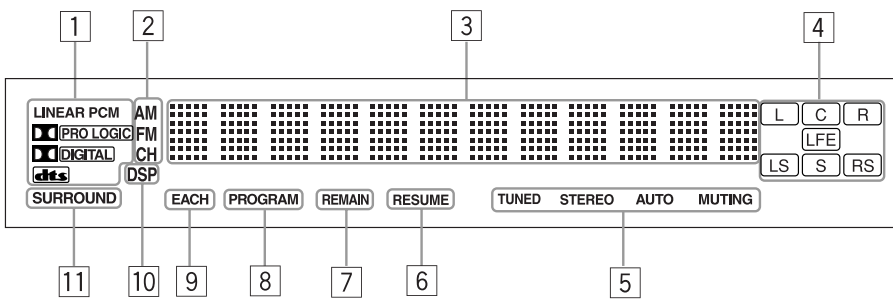 1 2 3 4
LINEAR PCM AM L C R
PRO LOGIC FM LFE
DIGITAL CH LS S RS
dts DSP
SURROUND EACH PROGRAM REMAIN RESUME TUNED STEREO AUTO MUTING
11 10 9 8 7 6 5